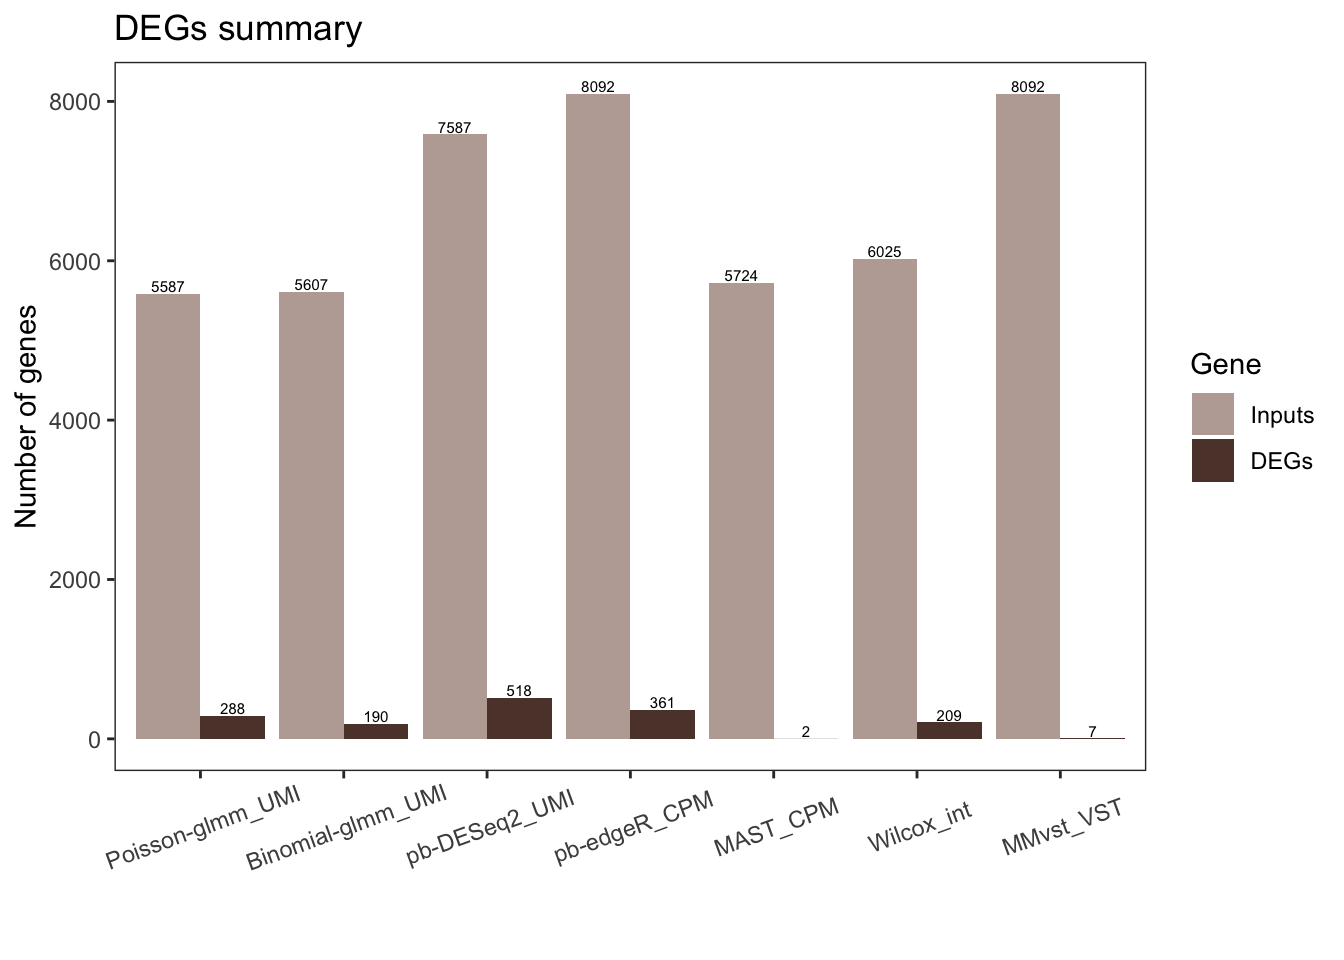 DEGs summary
Number of genes
8000
6000
4000
2000
0
5587
288
5607
190
7587
518
8092
361
5724
2
6025
209
8092
7
Poisson-glmm_UMI
Binomial-glmm_UMI
pb-DESeq2_UMI
pb-edgeR_CPM
MAST_CPM
Wilcox_int
MMvst_VST
Gene
Inputs
DEGs